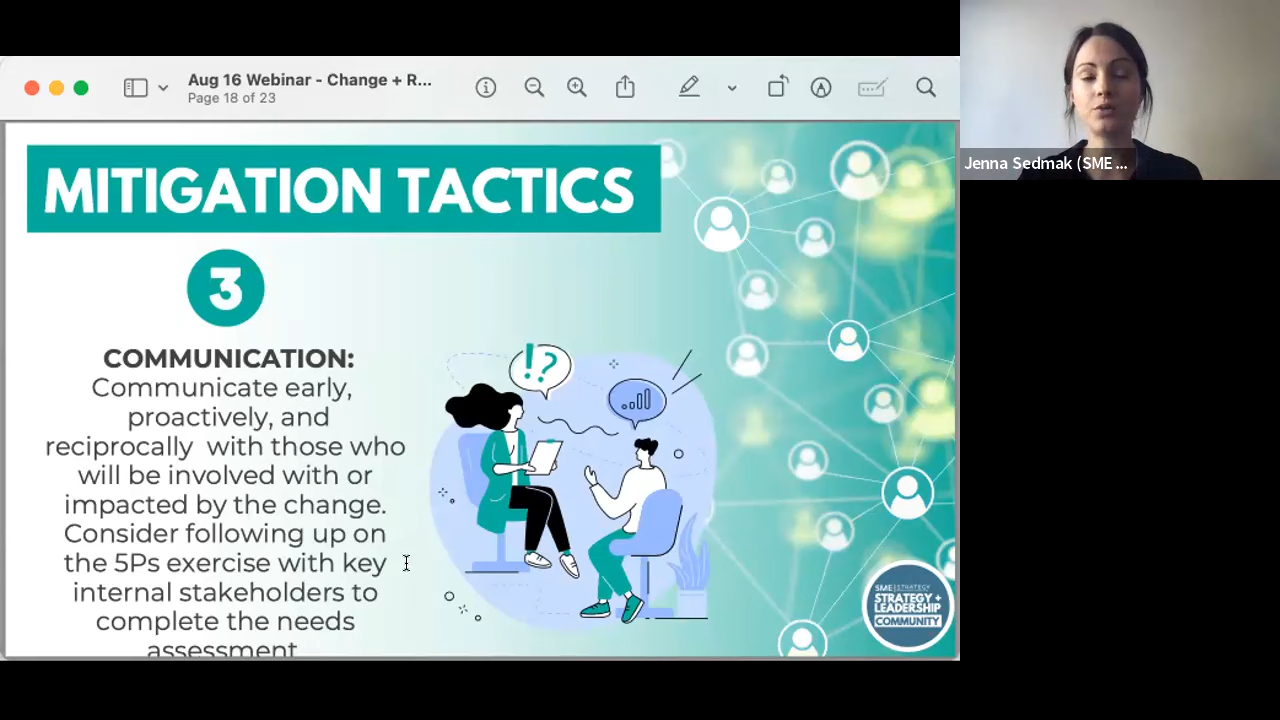 Aug 16 Webinar - Change + R...
Page 18 of 23
Jenna Sedmak (SME ...
MITIGATION TACTICS
3
COMMUNICATION:
Communicate early,
proactively, and
reciprocally with those who
will be involved with or
impacted by the change.
Consider following up on
the 5Ps exercise with key
internal stakeholders to
complete the needs
assessment
!?
SME | STRATEGY
STRATEGY +
LEADERSHIP
COMMUNITY